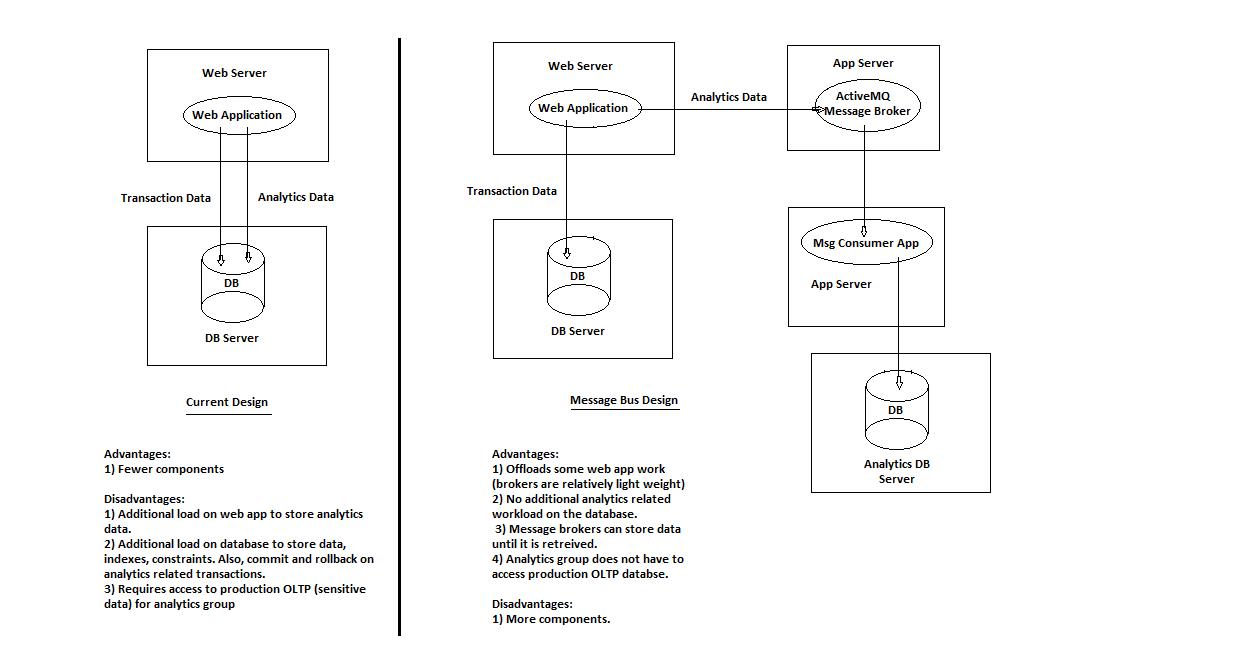 Web Server
Web Application
Transaction Data
Analytics Data
DB
DB Server
Current Design
Advantages:
1) Fewer components
Disadvantages:
1) Additional load on web app to store analytics
data.
2) Additional load on database to store data,
indexes, constraints. Also, commit and rollback on
analytics related transactions.
3) Requires access to production OLTP (sensitive
data) for analytics group
Web Server
Web Application
Analytics Data
App Server
ActiveMQ
Message Broker
Transaction Data
DB
DB Server
Msg Consumer App
App Server
DB
Analytics DB
Server
Message Bus Design
Advantages:
1) Offloads some web app work
(brokers are relatively light weight)
2) No additional analytics related
workload on the database.
3) Message brokers can store data
until it is retreived.
4) Analytics group does not have to
access production OLTP databse.
Disadvantages:
1) More components.